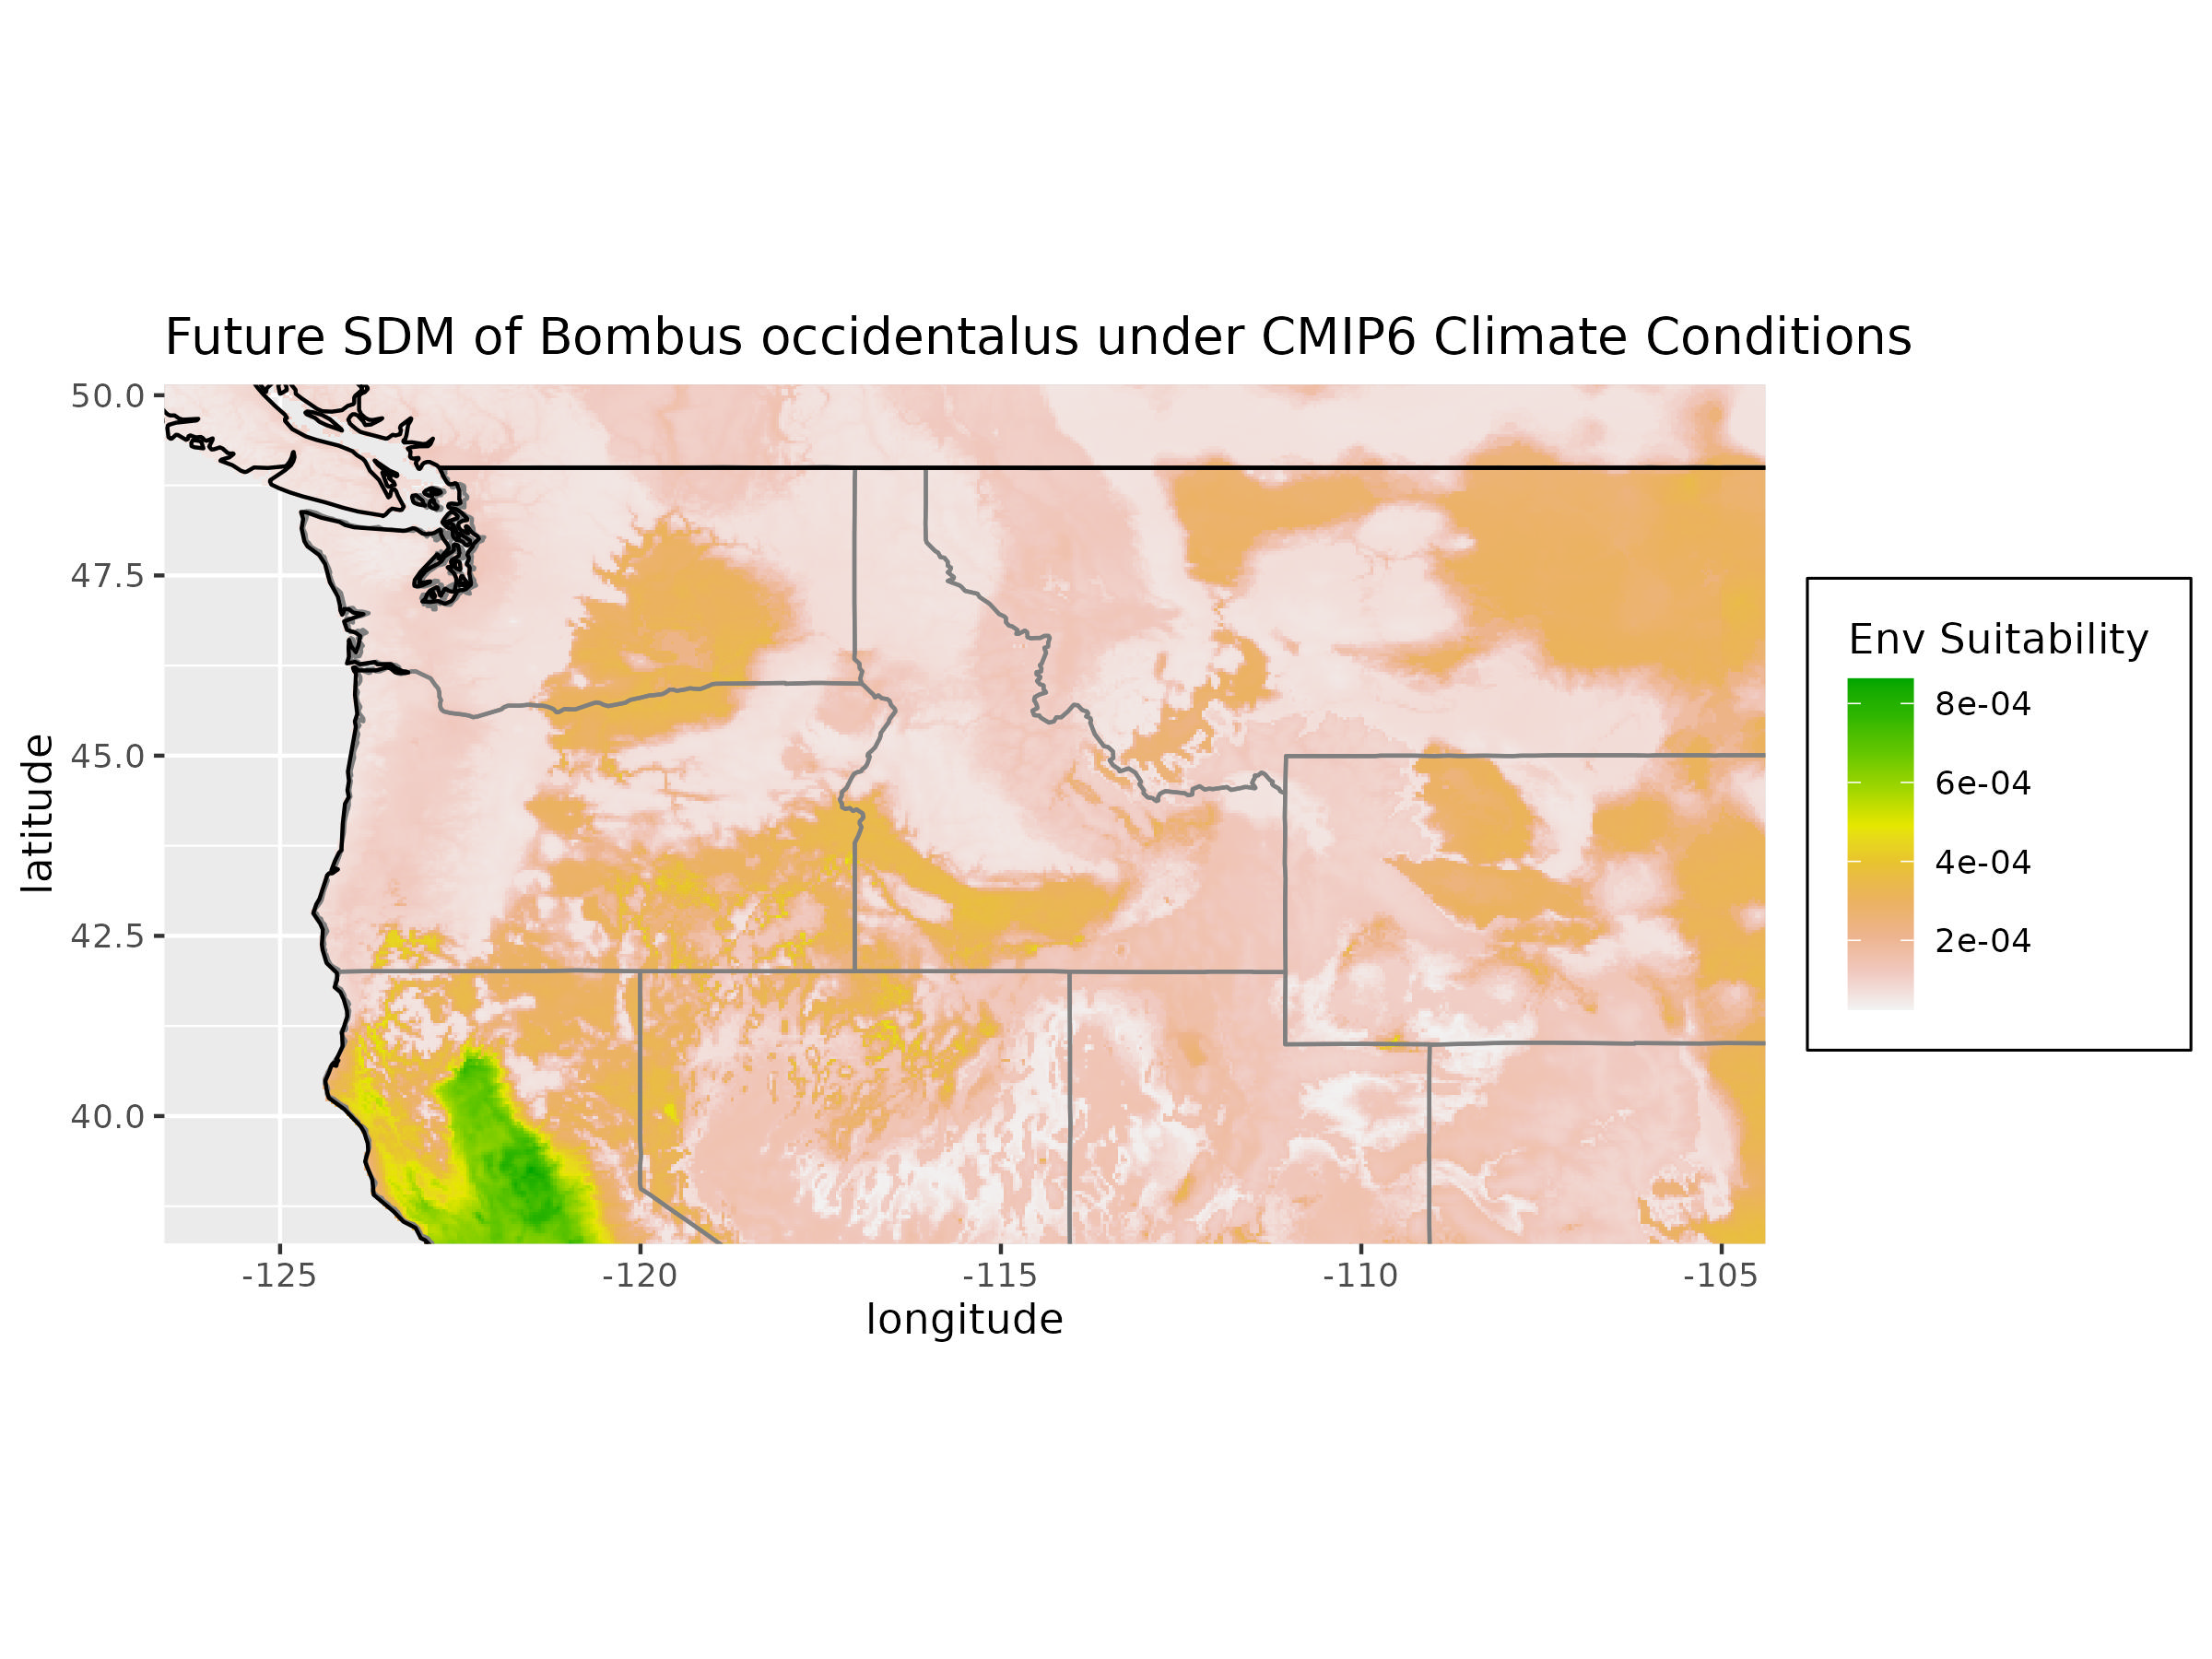 Future SDM of Bombus occidentalus under CMIP6 Climate Conditions
50.0
47.5
45.0
42.5
40.0
latitude
-125
-120
-115
-110
-105
longitude
Env Suitability
8e-04
6e-04
4e-04
2e-04